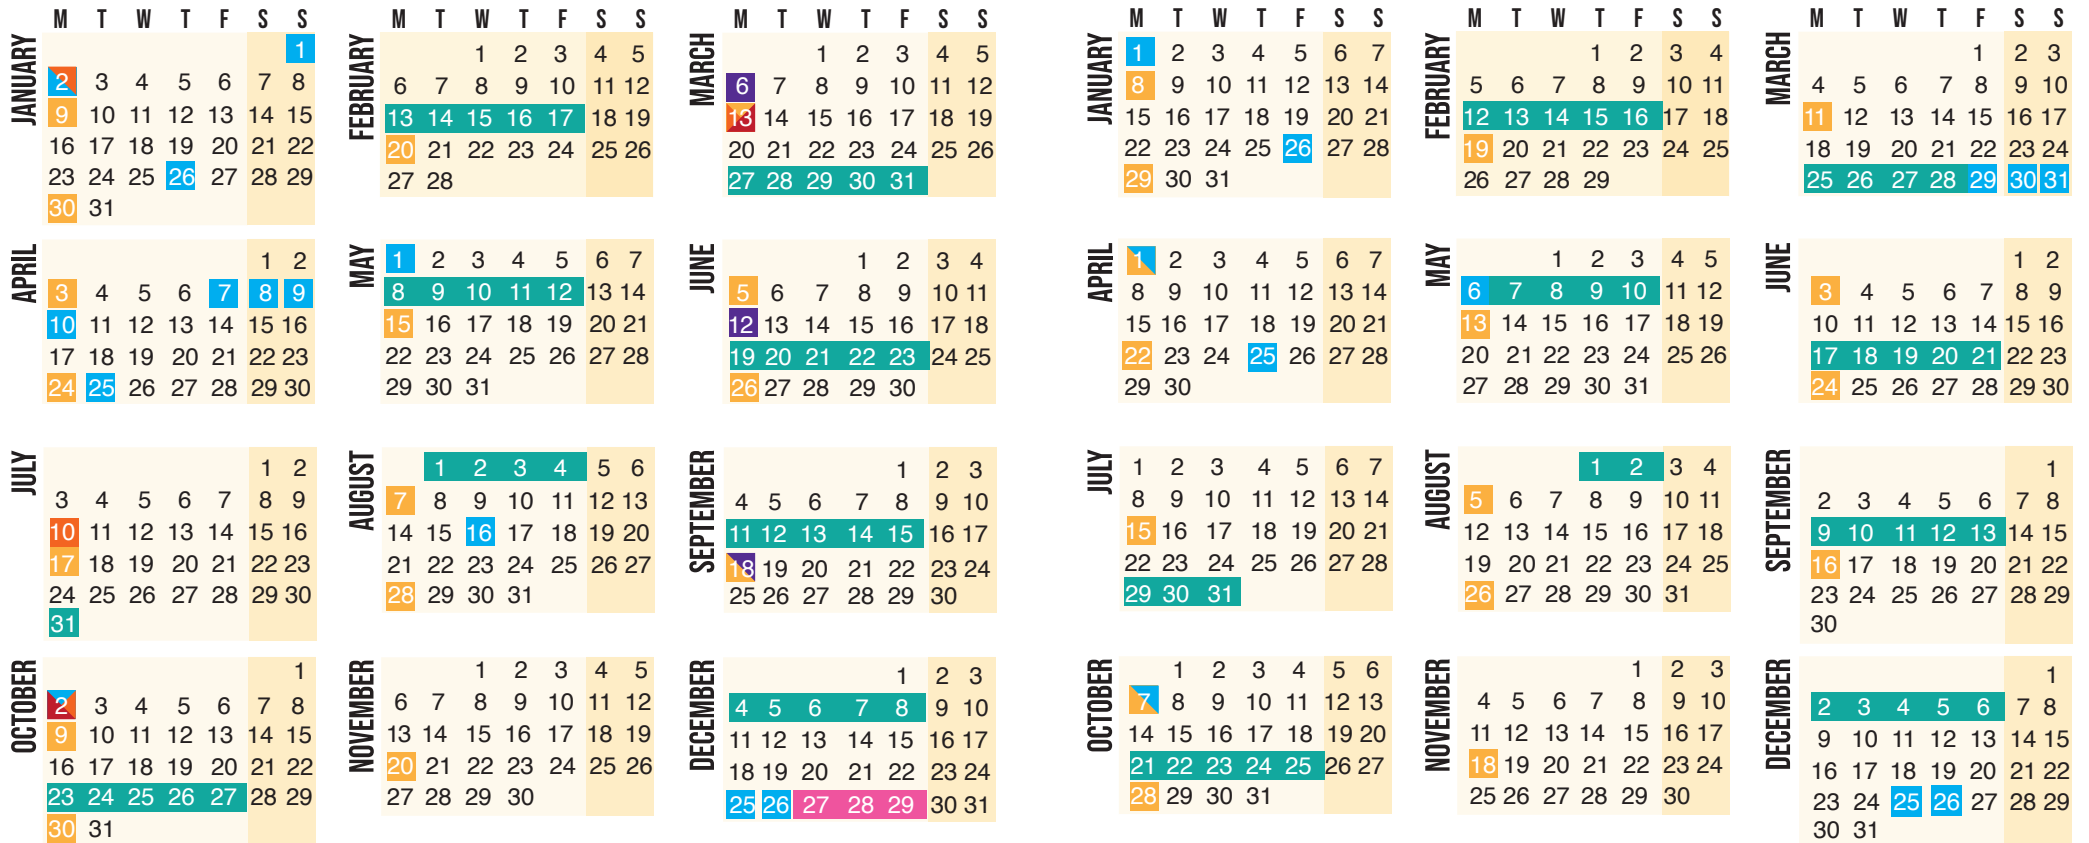 M T W T F S S
JANUARY
1
2 3 4 5 6 7 8
9 10 11 12 13 14 15
16 17 18 19 20 21 22
23 24 25 26 27 28 29
30 31
M T W T F S S
FEBRUARY
1 2 3 4 5
6 7 8 9 10 11 12
13 14 15 16 17 18 19
20 21 22 23 24 25 26
27 28
M T W T F S S
MARCH
1 2 3 4 5
6 7 8 9 10 11 12
13 14 15 16 17 18 19
20 21 22 23 24 25 26
27 28 29 30 31
APRIL
1 2
3 4 5 6 7 8 9
10 11 12 13 14 15 16
17 18 19 20 21 22 23
24 25 26 27 28 29 30
MAY
1 2 3 4 5 6 7
8 9 10 11 12 13 14
15 16 17 18 19 20 21
22 23 24 25 26 27 28
29 30 31
JUNE
1 2 3 4
5 6 7 8 9 10 11
12 13 14 15 16 17 18
19 20 21 22 23 24 25
26 27 28 29 30
JULY
1 2
3 4 5 6 7 8 9
10 11 12 13 14 15 16
17 18 19 20 21 22 23
24 25 26 27 28 29 30
31
AUGUST
1 2 3 4 5 6
7 8 9 10 11 12 13
14 15 16 17 18 19 20
21 22 23 24 25 26 27
28 29 30 31
SEPTEMBER
1 2 3
4 5 6 7 8 9 10
11 12 13 14 15 16 17
18 19 20 21 22 23 24
25 26 27 28 29 30
OCTOBER
1
2 3 4 5 6 7 8
9 10 11 12 13 14 15
16 17 18 19 20 21 22
23 24 25 26 27 28 29
30 31
NOVEMBER
1 2 3 4 5
6 7 8 9 10 11 12
13 14 15 16 17 18 19
20 21 22 23 24 25 26
27 28 29 30
DECEMBER
1 2 3
4 5 6 7 8 9 10
11 12 13 14 15 16 17
18 19 20 21 22 23 24
25 26 27 28 29 30 31
M T W T F S S
JANUARY
1 2 3 4 5 6 7
8 9 10 11 12 13 14
15 16 17 18 19 20 21
22 23 24 25 26 27 28
29 30 31
M T W T F S S
FEBRUARY
1 2 3 4
5 6 7 8 9 10 11
12 13 14 15 16 17 18
19 20 21 22 23 24 25
26 27 28 29
M T W T F S S
MARCH
1 2 3
4 5 6 7 8 9 10
11 12 13 14 15 16 17
18 19 20 21 22 23 24
25 26 27 28 29 30 31
APRIL
1 2 3 4 5 6 7
8 9 10 11 12 13 14
15 16 17 18 19 20 21
22 23 24 25 26 27 28
29 30
MAY
1 2 3 4 5
6 7 8 9 10 11 12
13 14 15 16 17 18 19
20 21 22 23 24 25 26
27 28 29 30 31
JUNE
1 2
3 4 5 6 7 8 9
10 11 12 13 14 15 16
17 18 19 20 21 22 23
24 25 26 27 28 29 30
JULY
1 2 3 4 5 6 7
8 9 10 11 12 13 14
15 16 17 18 19 20 21
22 23 24 25 26 27 28
29 30 31
AUGUST
1 2 3 4
5 6 7 8 9 10 11
12 13 14 15 16 17 18
19 20 21 22 23 24 25
26 27 28 29 30 31
SEPTEMBER
1
2 3 4 5 6 7 8
9 10 11 12 13 14 15
16 17 18 19 20 21 22
23 24 25 26 27 28 29
30
OCTOBER
1 2 3 4 5 6
7 8 9 10 11 12 13
14 15 16 17 18 19 20
21 22 23 24 25 26 27
28 29 30 31
NOVEMBER
1 2 3
4 5 6 7 8 9 10
11 12 13 14 15 16 17
18 19 20 21 22 23 24
25 26 27 28 29 30
DECEMBER
1
2 3 4 5 6 7 8
9 10 11 12 13 14 15
16 17 18 19 20 21 22
23 24 25 26 27 28 29
30 31